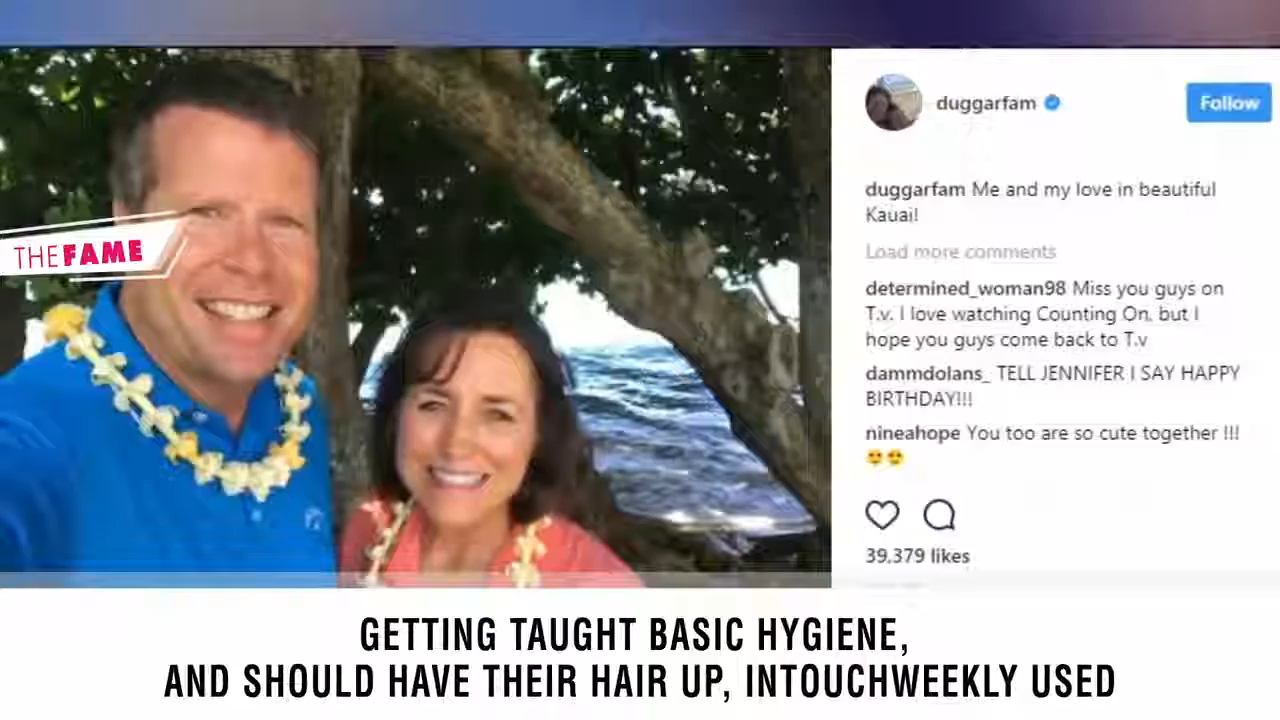 THE FAME
duggarfam
Follow
duggarfam Me and my love in beautiful
Kauai!
Load more comments
determined_woman98 Miss you guys on
T.v. I love watching Counting On, but I
hope you guys come back to T.v
dammdolans_ TELL JENNIFER I SAY HAPPY
BIRTHDAY!!!
nineahope You too are so cute together !!!
😍😍
39,379 likes
GETTING TAUGHT BASIC HYGIENE,
AND SHOULD HAVE THEIR HAIR UP, INTOUCHWEEKLY USED